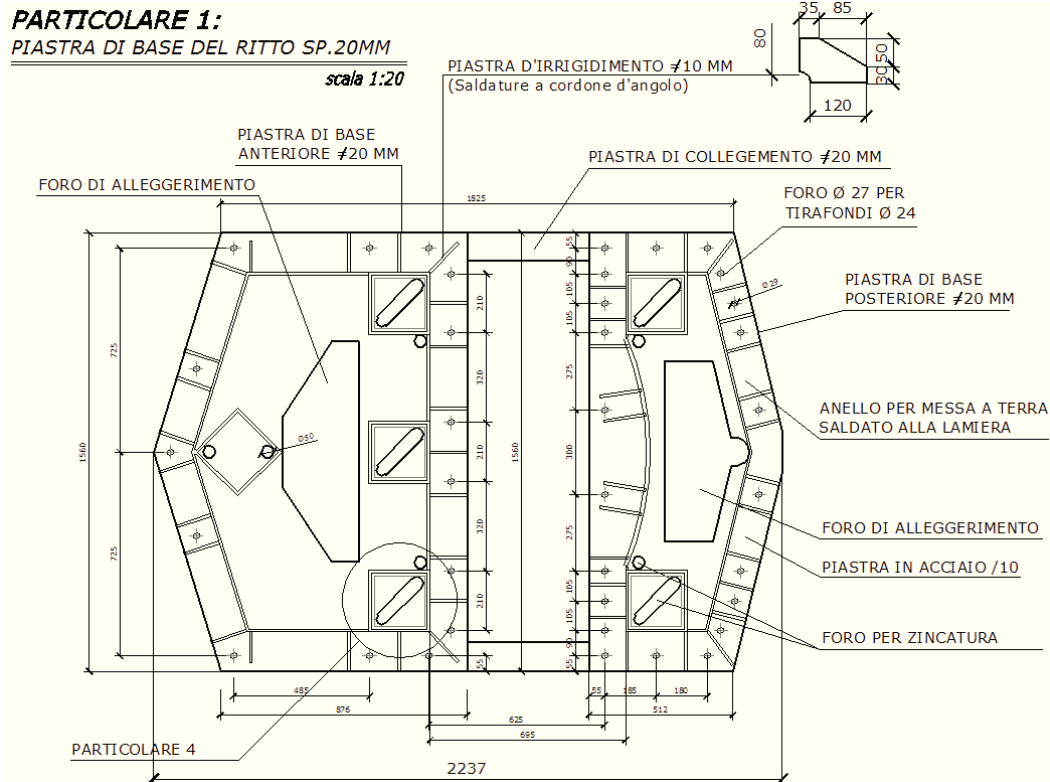 PARTICOLARE 1:
PIASTRA DI BASE DEL RITTO SP.20MM
scala 1:20
35 85
80
50
30
120
PIASTRA D'IRRIGIDIMENTO ≠10 MM
(Saldature a cordone d'angolo)
PIASTRA DI BASE
ANTERIORE ≠20 MM
PIASTRA DI COLLEGEMENTO ≠20 MM
FORO DI ALLEGGERIMENTO
FORO Ø 27 PER
TIRAFONDI Ø 24
1825
PIASTRA DI BASE
POSTERIORE ≠20 MM
Ø29
55
90
105
105
275
300
275
105
105
90
55
210
320
210
320
210
725
725
1560
1560
Ø50
ANELLO PER MESSA A TERRA
SALDATO ALLA LAMIERA
FORO DI ALLEGGERIMENTO
PIASTRA IN ACCIAIO /10
FORO PER ZINCATURA
485
876
55 185 180
512
625
695
PARTICOLARE 4
2237